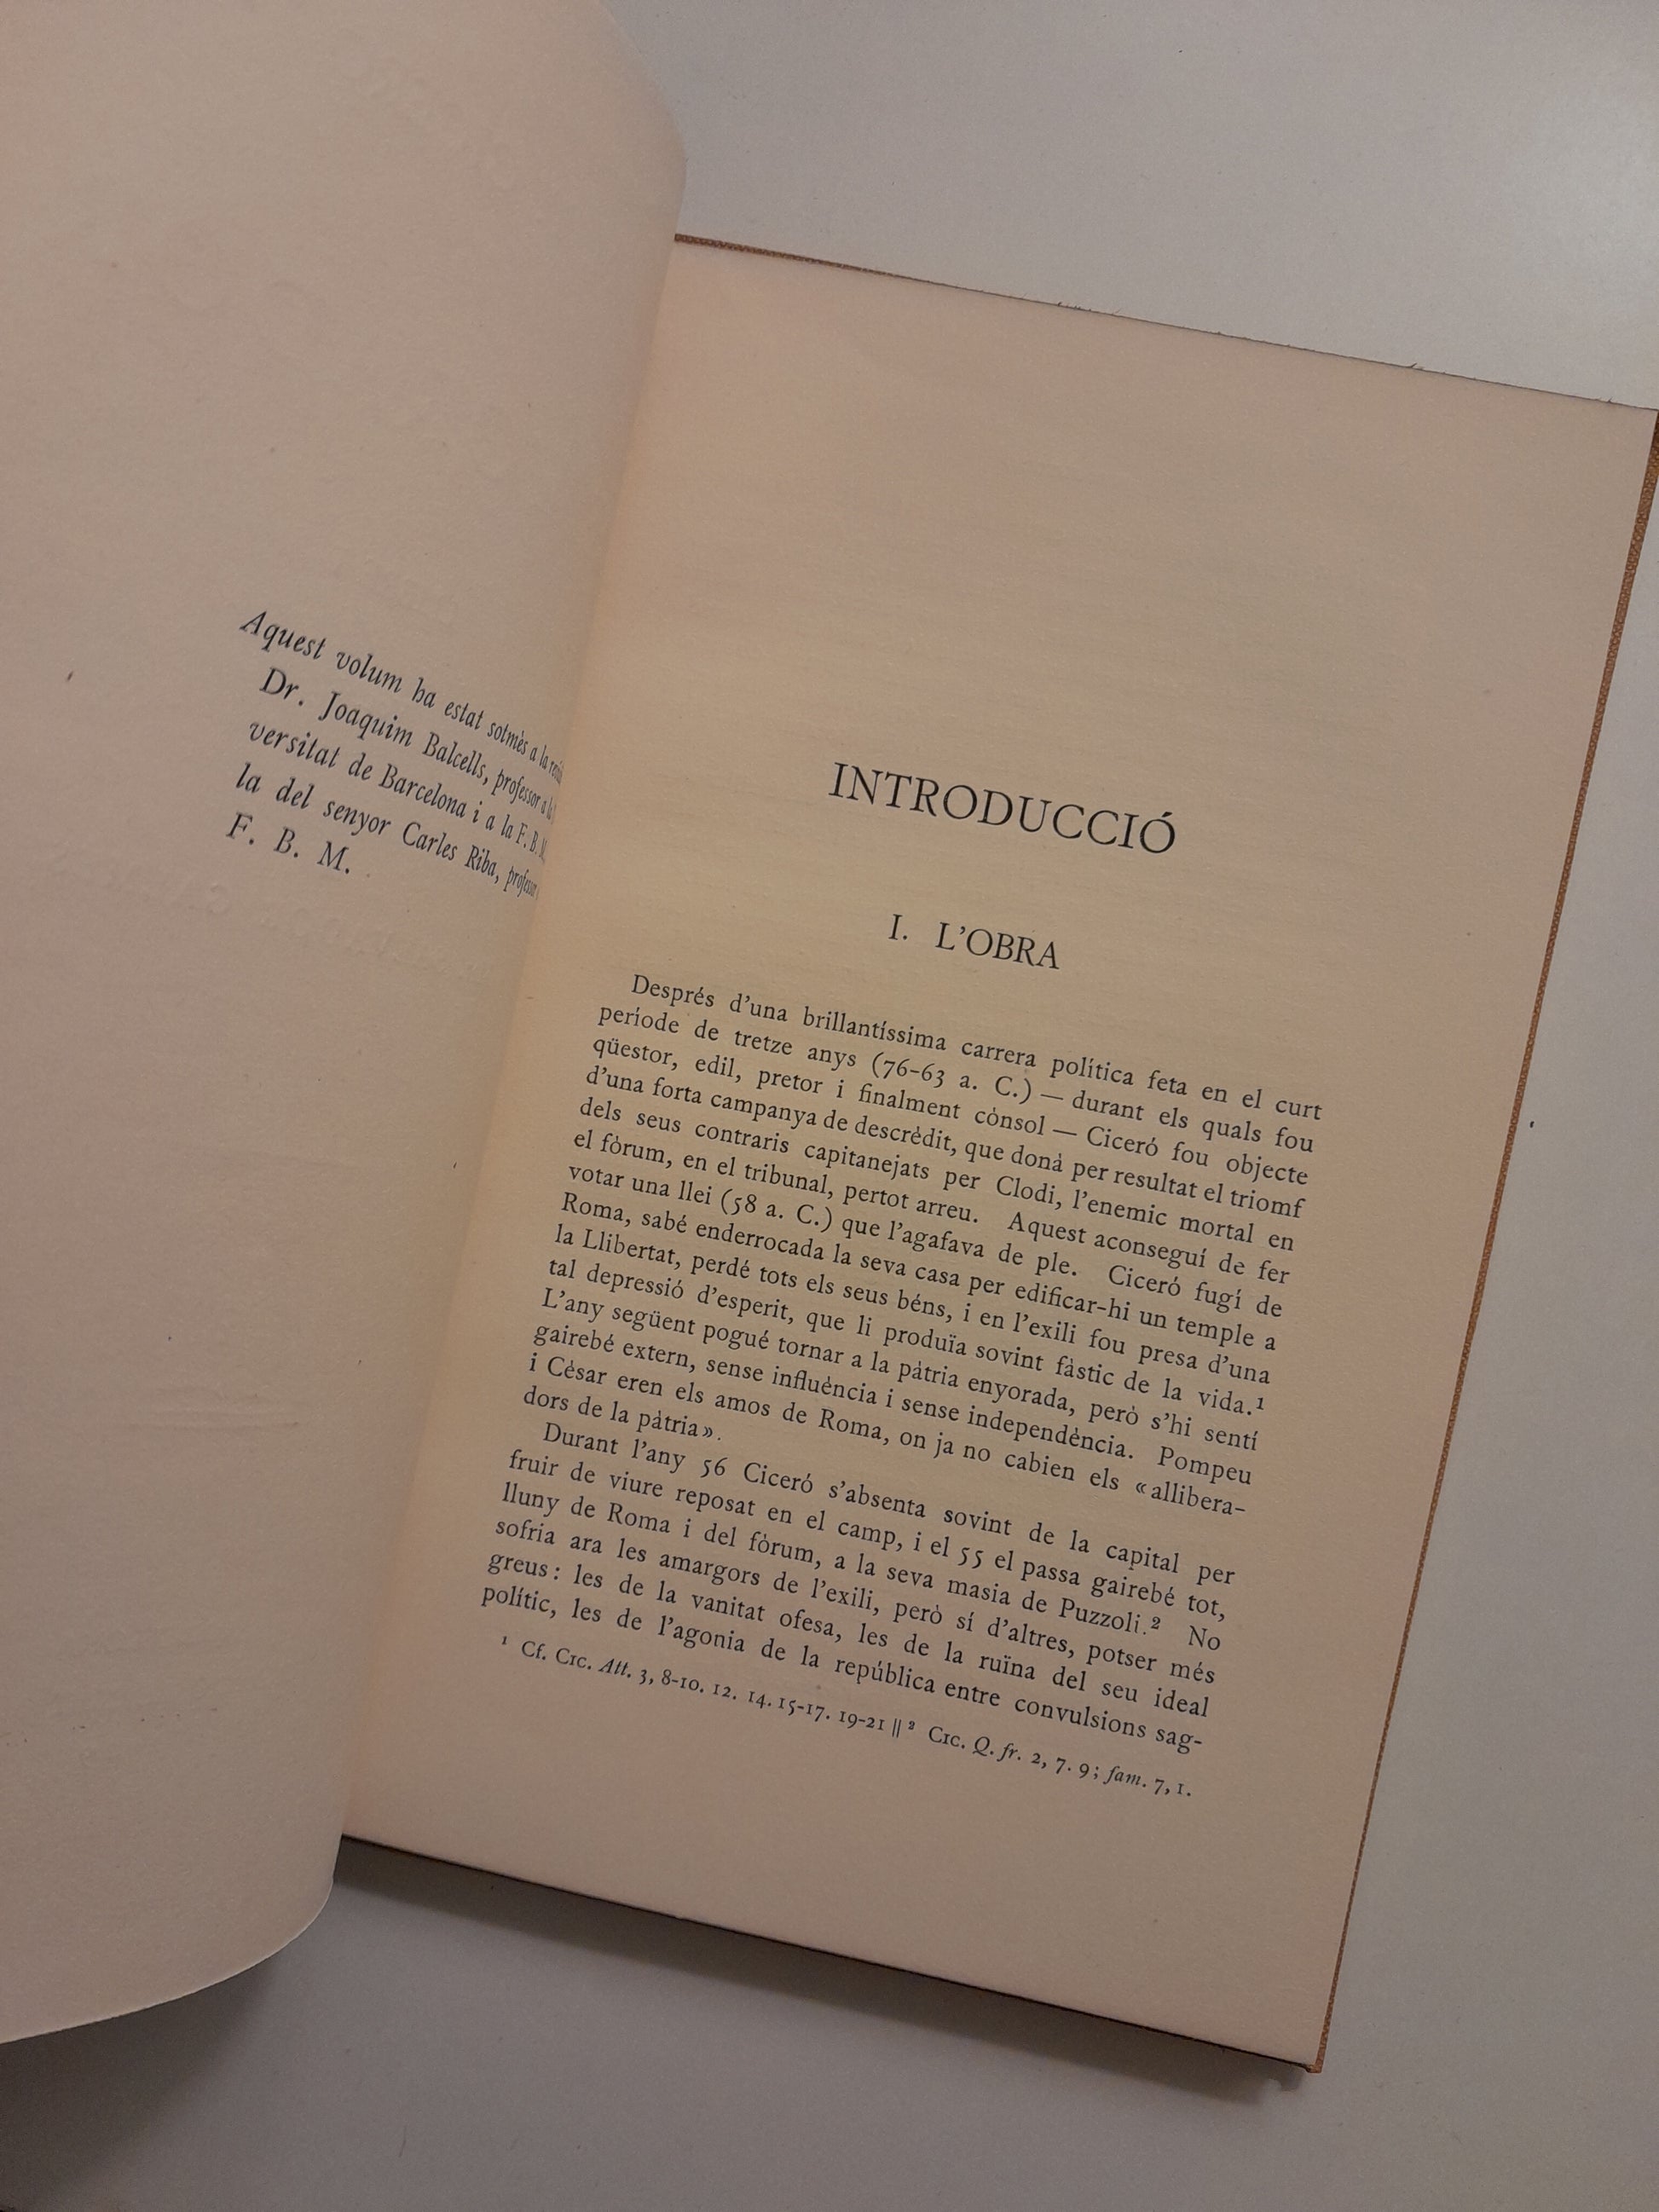 Aquest volum ha estat sotmès a la
Dr. Joaquim Balcells, professor a
versitat de Barcelona i a la F. B. M.
la del senyor Carles Riba, professor
F. B. M.
INTRODUCCIÓ
I. L'OBRA
Després d'una brillantíssima carrera política feta en el curt
període de tretze anys (76-63 a. C.) — durant els quals fou
qüestor, edil, pretor i finalment cònsol — Ciceró fou objecte
d'una forta campanya de descrèdit, que donà per resultat el triomf
dels seus contraris capitanejats per Clodi, l'enemic mortal en
el fòrum, en el tribunal, pertot arreu. Aquest aconseguí de fer
votar una llei (58 a. C.) que l'agafava de ple. Ciceró fugí de
Roma, sabé enderrocada la seva casa per edificar-hi un temple a
la Llibertat, perdé tots els seus béns, i en l'exili fou presa d'una
tal depressió d'esperit, que li produïa sovint fàstic de la vida.¹
L'any següent pogué tornar a la pàtria enyorada, però s'hi sentí
gairebé extern, sense influència i sense independència. Pompeu
i Cèsar eren els amos de Roma, on ja no cabien els «allibera-
dors de la pàtria».
Durant l'any 56 Ciceró s'absenta sovint de la capital per
fruir de viure reposat en el camp, i el 55 el passa gairebé tot,
lluny de Roma i del fòrum, a la seva masia de Puzzoli.² No
sofria ara les amargors de l'exili, però sí d'altres, potser més
greus: les de la vanitat ofesa, les de la ruïna del seu ideal
polític, les de l'agonia de la república entre convulsions sag-
¹ Cf. Cic. Att. 3, 8-10. 12. 14. 15-17. 19-21 || ² Cic. Q. fr. 2, 7. 9; fam. 7, 1.